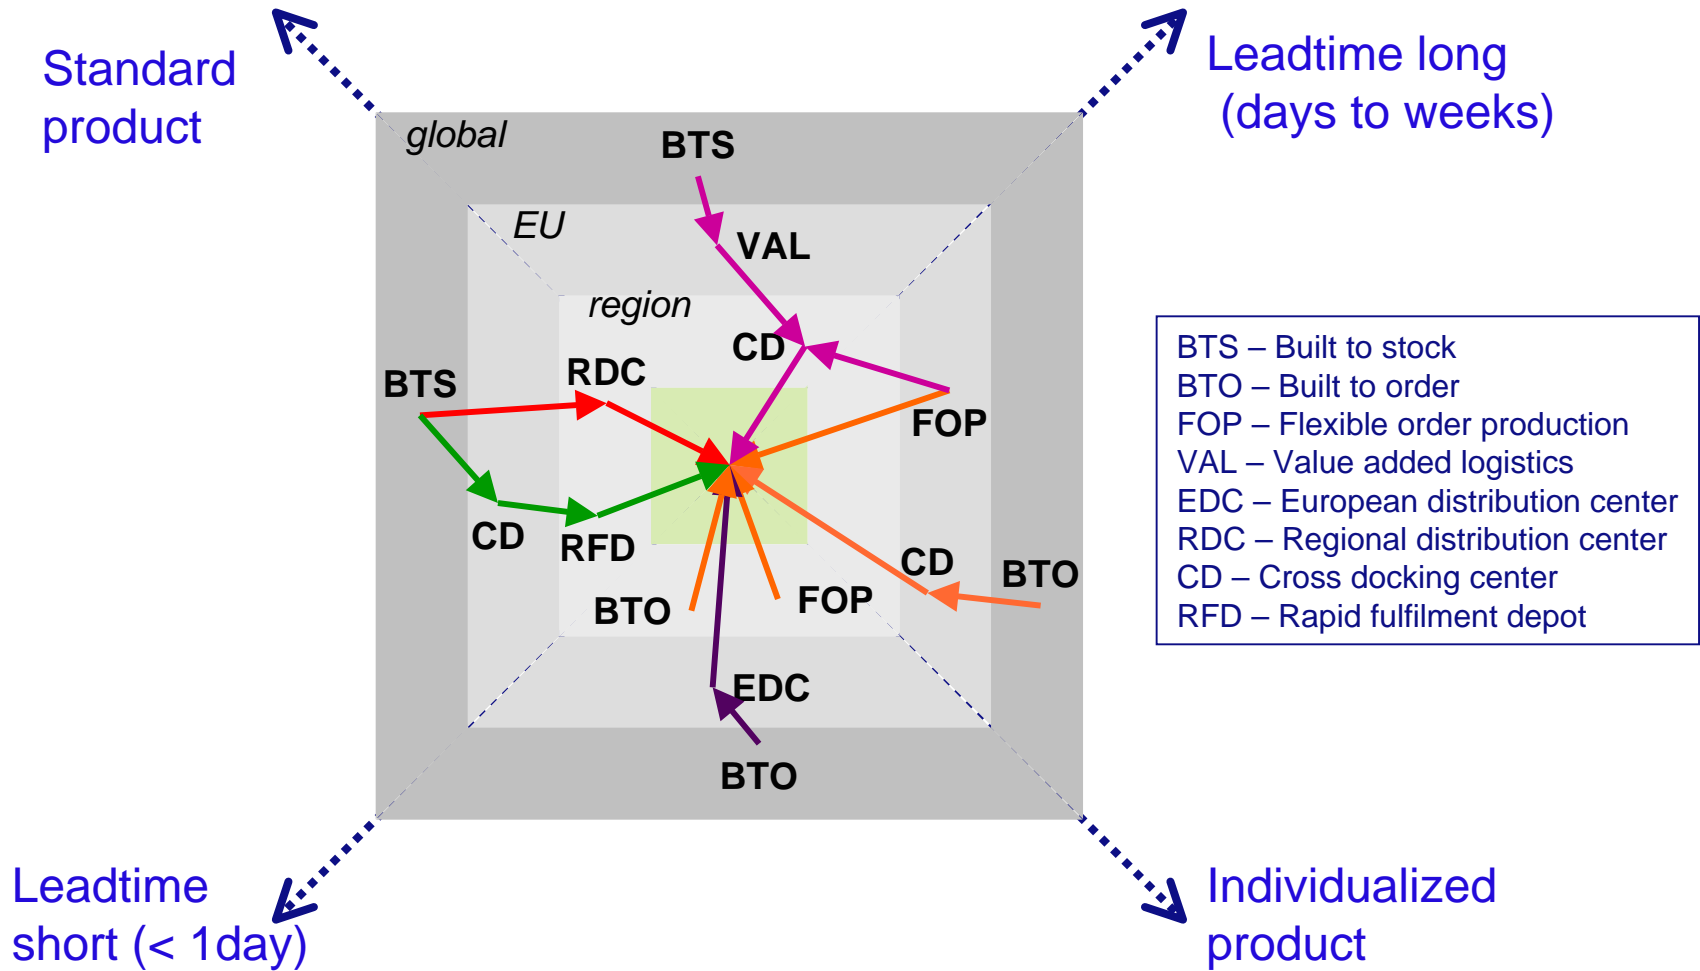 Standard
product
Leadtime long
(days to weeks)
global
BTS
EU
VAL
region
CD
RDC
BTS
FOP
CD
RFD
CD
BTO
BTO
FOP
EDC
BTO
BTS – Built to stock
BTO – Built to order
FOP – Flexible order production
VAL – Value added logistics
EDC – European distribution center
RDC – Regional distribution center
CD – Cross docking center
RFD – Rapid fulfilment depot
Leadtime
short (< 1day)
Individualized
product